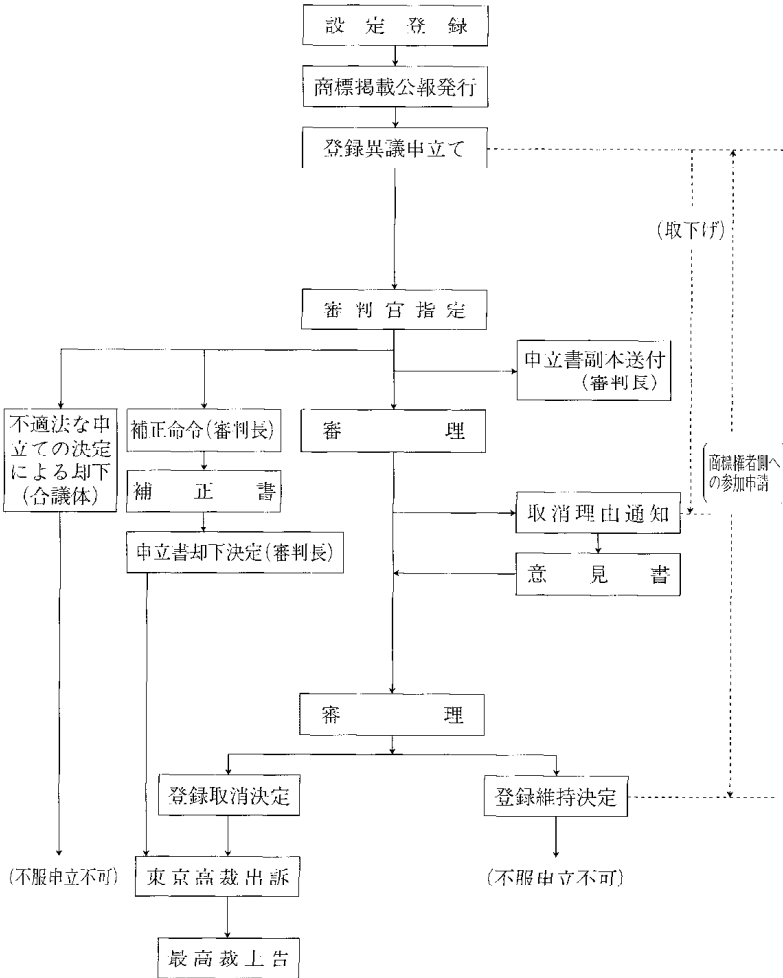 設定登録
商標掲載公報発行
登録異議申立て
(取下げ)
審判官指定
申立書副本送付
(審判長)
不適法な申
立ての決定
による却下
(合議体)
補正命令(審判長)
審理
商標権者側へ
の参加申請
補正書
取消理由通知
申立書却下決定(審判長)
意見書
審理
登録取消決定
登録維持決定
(不服申立不可)
東京高裁出訴
(不服申立不可)
最高裁上告